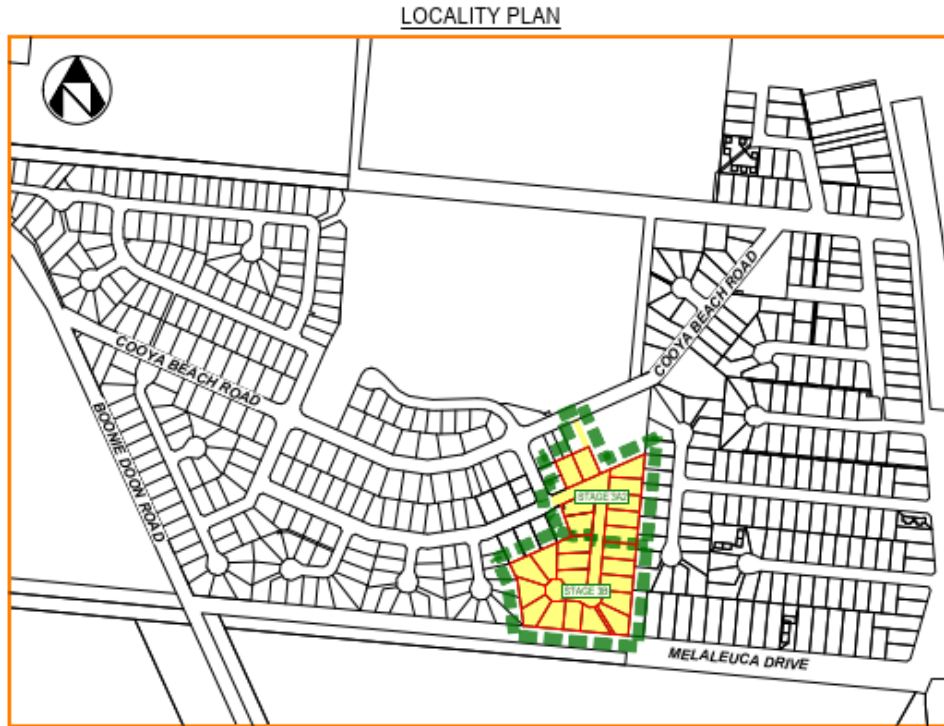 LOCALITY PLAN
N
COOYA BEACH ROAD
COOYA BEACH ROAD
BOONIE DOON ROAD
STAGE 3A2
STAGE 3B
MELALEUCA DRIVE